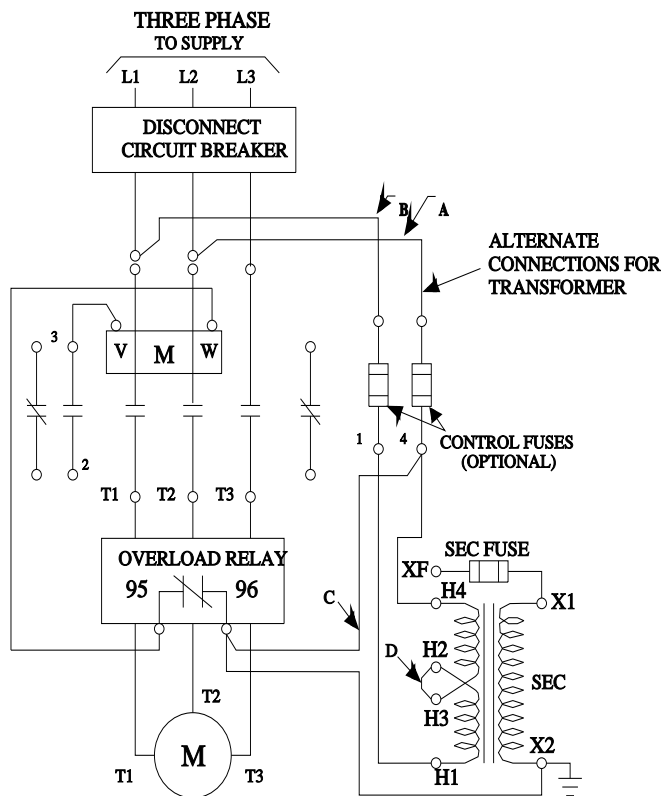 THREE PHASE
TO SUPPLY
L1 L2 L3
DISCONNECT
CIRCUIT BREAKER
B A
ALTERNATE
CONNECTIONS FOR
TRANSFORMER
3 V M W
1 4 CONTROL FUSES
(OPTIONAL)
2
T1 T2 T3
OVERLOAD RELAY
95 96
SEC FUSE
XF
H4 X1
C
D H2
SEC
H3
T2
M
X2
T1 T3 H1